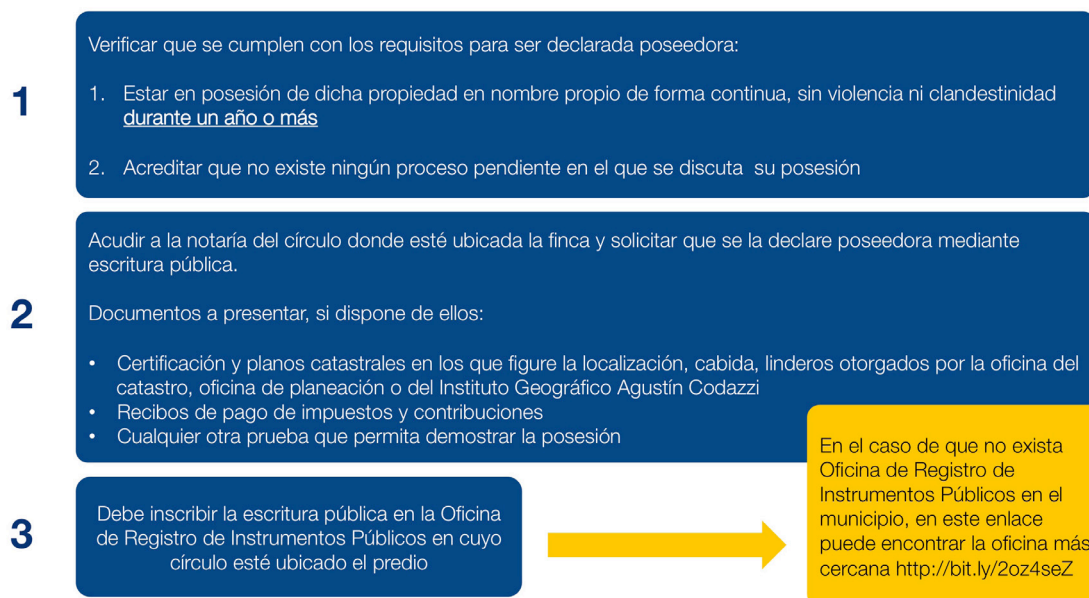 1
Verificar que se cumplen con los requisitos para ser declarada poseedora:
1. Estar en posesión de dicha propiedad en nombre propio de forma continua, sin violencia ni clandestinidad
durante un año o más
2. Acreditar que no existe ningún proceso pendiente en el que se discuta su posesión
2
Acudir a la notaría del círculo donde esté ubicada la finca y solicitar que se la declare poseedora mediante
escritura pública.
Documentos a presentar, si dispone de ellos:
• Certificación y planos catastrales en los que figure la localización, cabida, linderos otorgados por la oficina del
catastro, oficina de planeación o del Instituto Geográfico Agustín Codazzi
• Recibos de pago de impuestos y contribuciones
• Cualquier otra prueba que permita demostrar la posesión
3
Debe inscribir la escritura pública en la Oficina
de Registro de Instrumentos Públicos en cuyo
círculo esté ubicado el predio
En el caso de que no exista
Oficina de Registro de
Instrumentos Públicos en el
municipio, en este enlace
puede encontrar la oficina más
cercana http://bit.ly/2oz4seZ